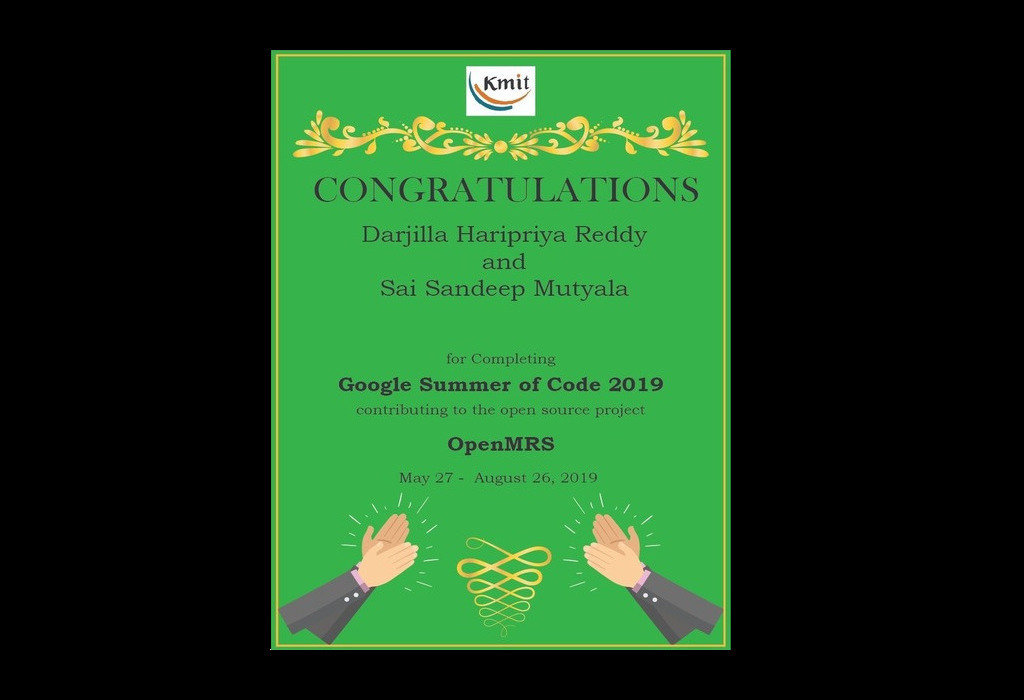 Kmit
CONGRATULATIONS
Darjilla Haripriya Reddy
and
Sai Sandeep Mutyala
for Completing
Google Summer of Code 2019
contributing to the open source project
OpenMRS
May 27 - August 26, 2019